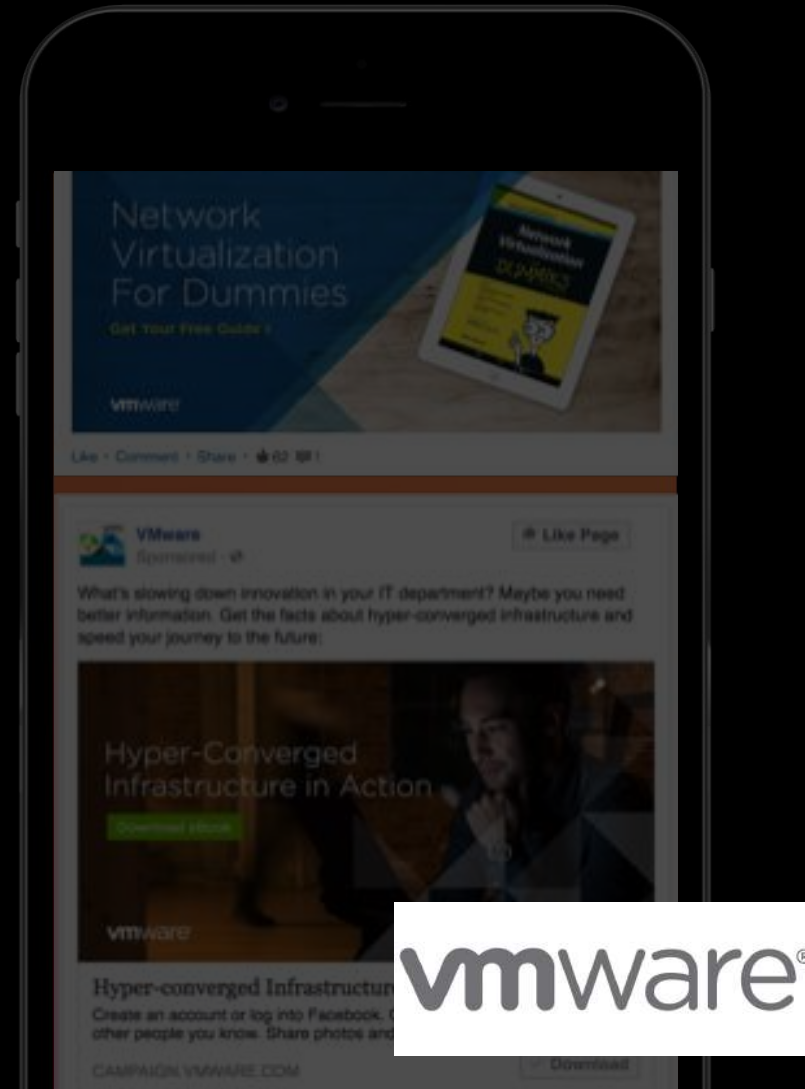 Network
Virtualization
For Dummies
Get Your Free Guide
Network
Virtualization
DUMMIES
vmware
Like · Comment · Share · 62 1
VMware
Sponsored ·
Like Page
What's slowing down innovation in your IT department? Maybe you need
better information. Get the facts about hyper-converged infrastructure and
speed your journey to the future:
Hyper-Converged
Infrastructure in Action
Download eBook
vmware
Hyper-converged Infrastructure
Create an account or log into Facebook.
other people you know. Share photos and
CAMPAIGN.VMWARE.COM
Download
vmware®